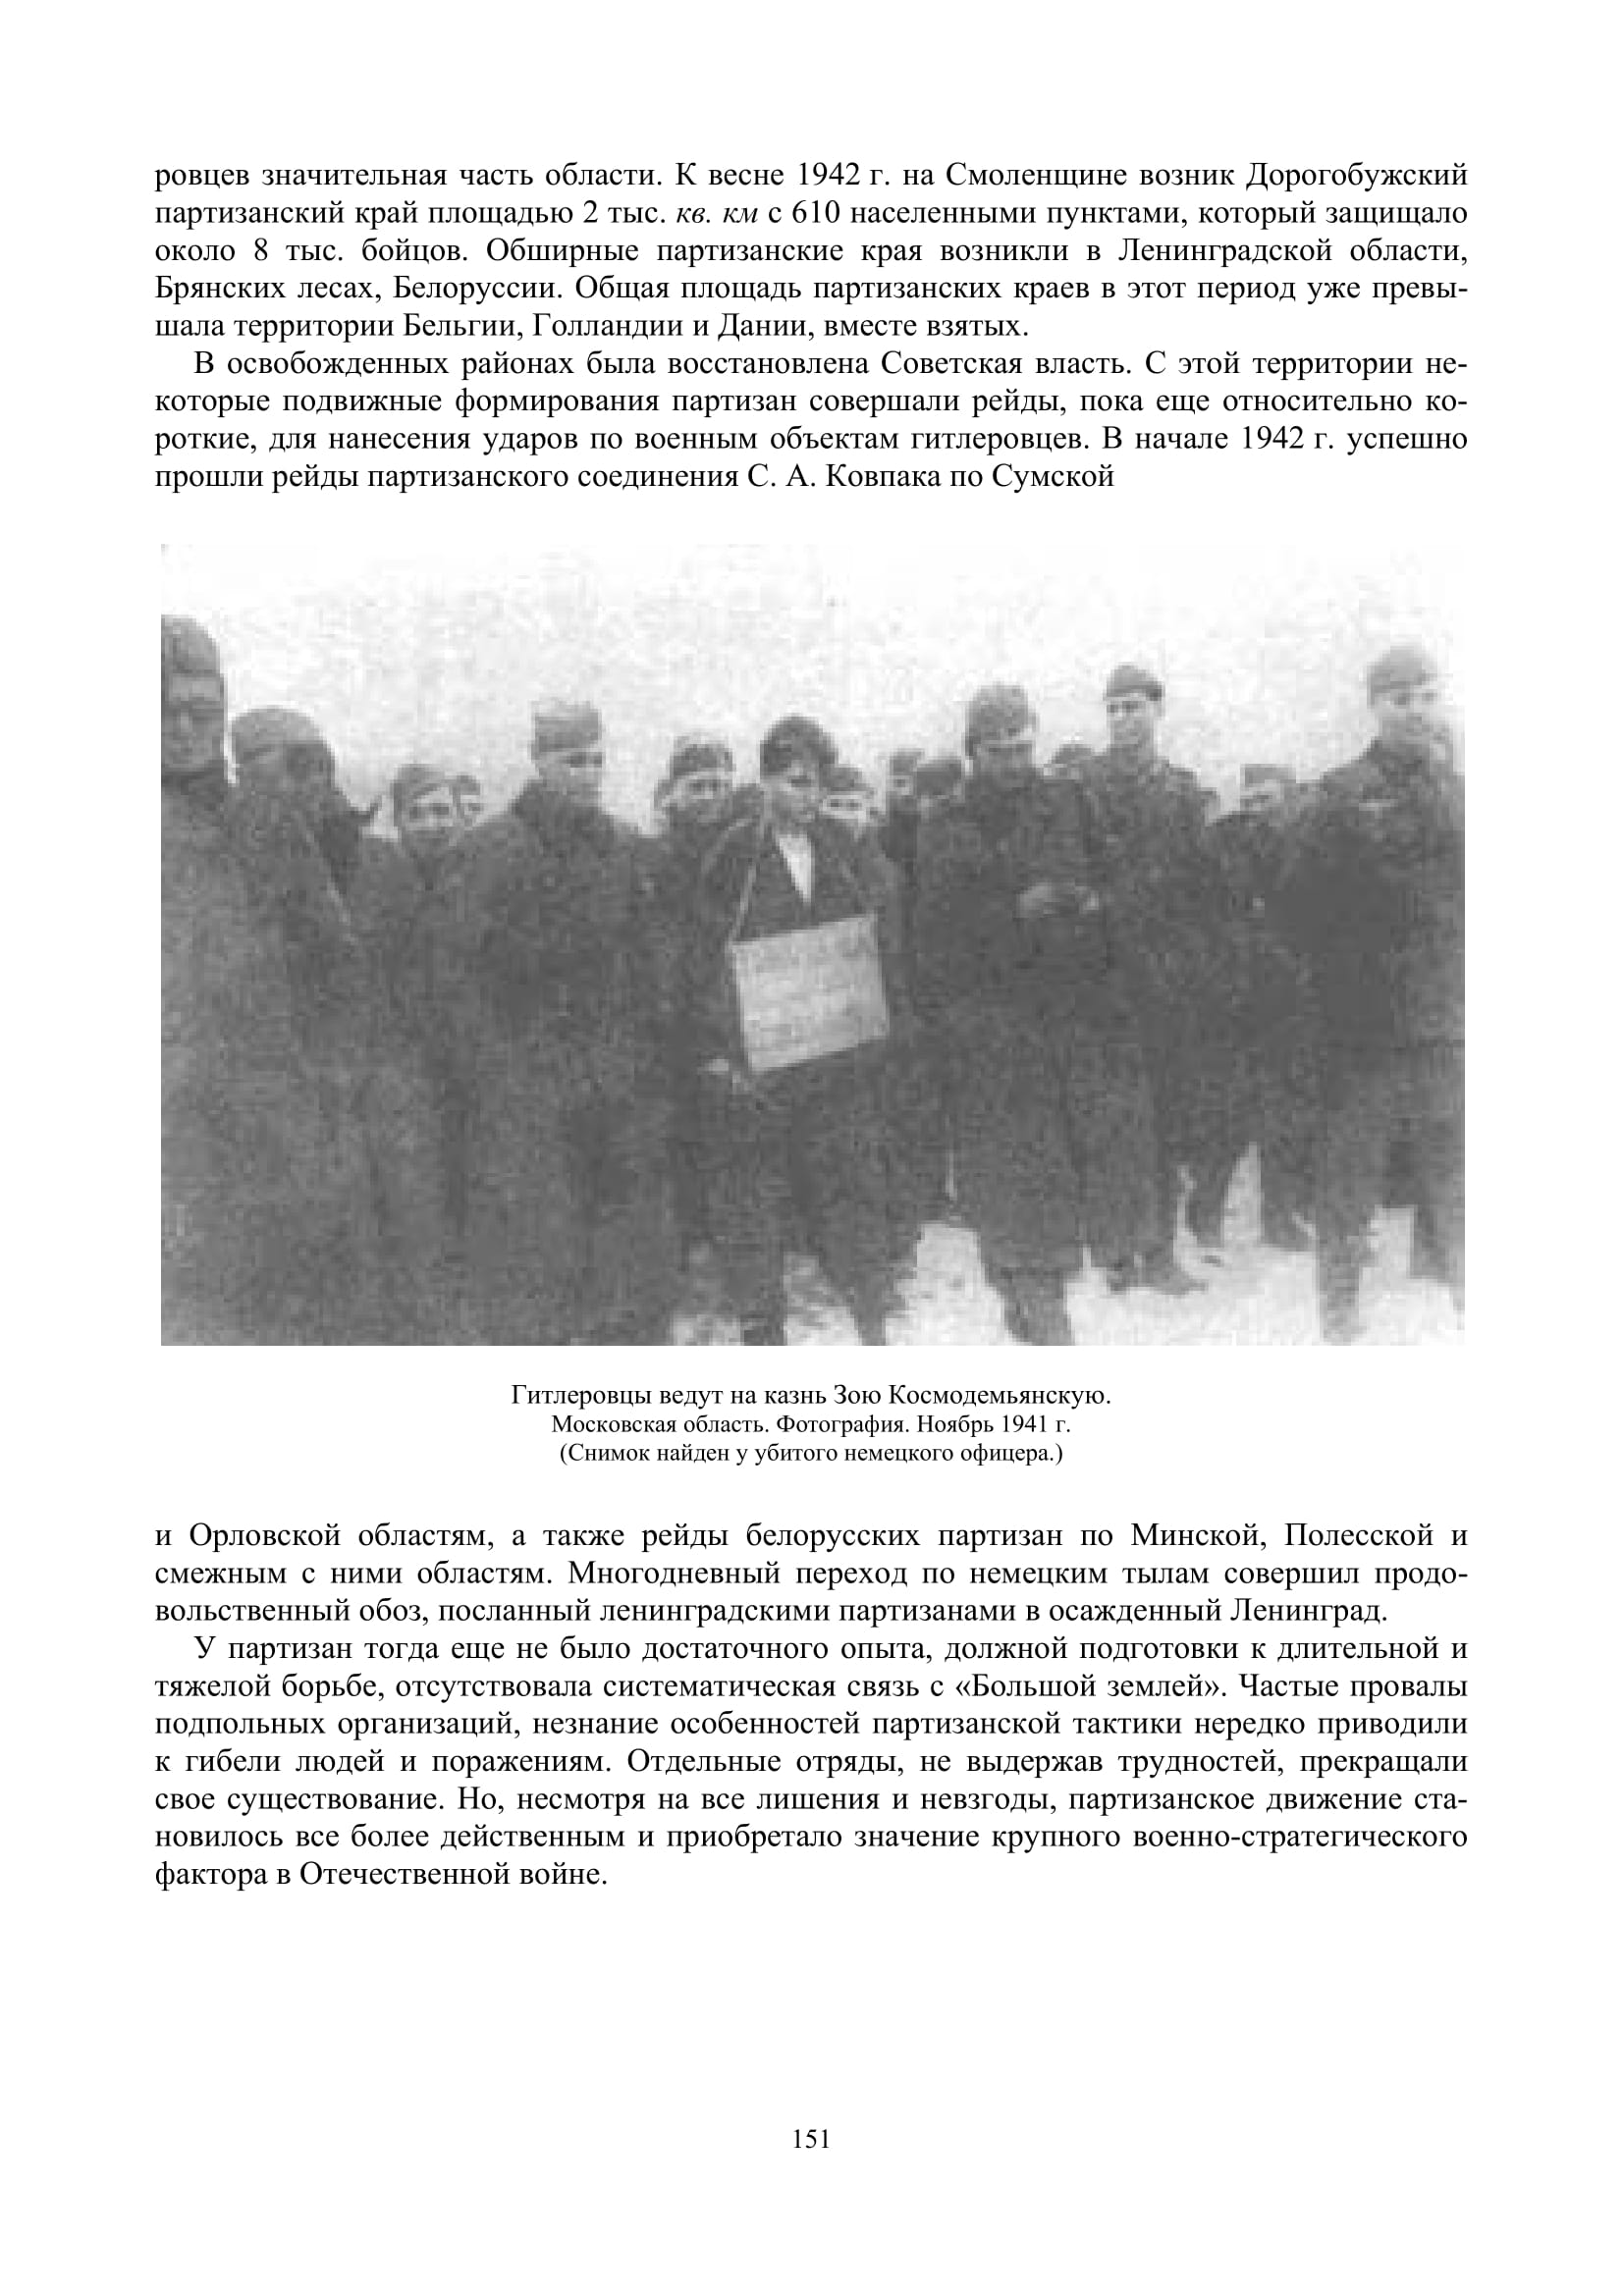 ровцев значительная часть области. К весне 1942 г. на Смоленщине возник Дорогобужский
партизанский край площадью 2 тыс. кв. км с 610 населенными пунктами, который защищало
около 8 тыс. бойцов. Обширные партизанские края возникли в Ленинградской области,
Брянских лесах, Белоруссии. Общая площадь партизанских краев в этот период уже превы-
шала территории Бельгии, Голландии и Дании, вместе взятых.
В освобожденных районах была восстановлена Советская власть. С этой территории не-
которые подвижные формирования партизан совершали рейды, пока еще относительно ко-
роткие, для нанесения ударов по военным объектам гитлеровцев. В начале 1942 г. успешно
прошли рейды партизанского соединения С. А. Ковпака по Сумской
Гитлеровцы ведут на казнь Зою Космодемьянскую.
Московская область. Фотография. Ноябрь 1941 г.
(Снимок найден у убитого немецкого офицера.)
и Орловской областям, а также рейды белорусских партизан по Минской, Полесской и
смежным с ними областям. Многодневный переход по немецким тылам совершил продо-
вольственный обоз, посланный ленинградскими партизанами в осажденный Ленинград.
У партизан тогда еще не было достаточного опыта, должной подготовки к длительной и
тяжелой борьбе, отсутствовала систематическая связь с «Большой землей». Частые провалы
подпольных организаций, незнание особенностей партизанской тактики нередко приводили
к гибели людей и поражениям. Отдельные отряды, не выдержав трудностей, прекращали
свое существование. Но, несмотря на все лишения и невзгоды, партизанское движение ста-
новилось все более действенным и приобретало значение крупного военно-стратегического
фактора в Отечественной войне.
151